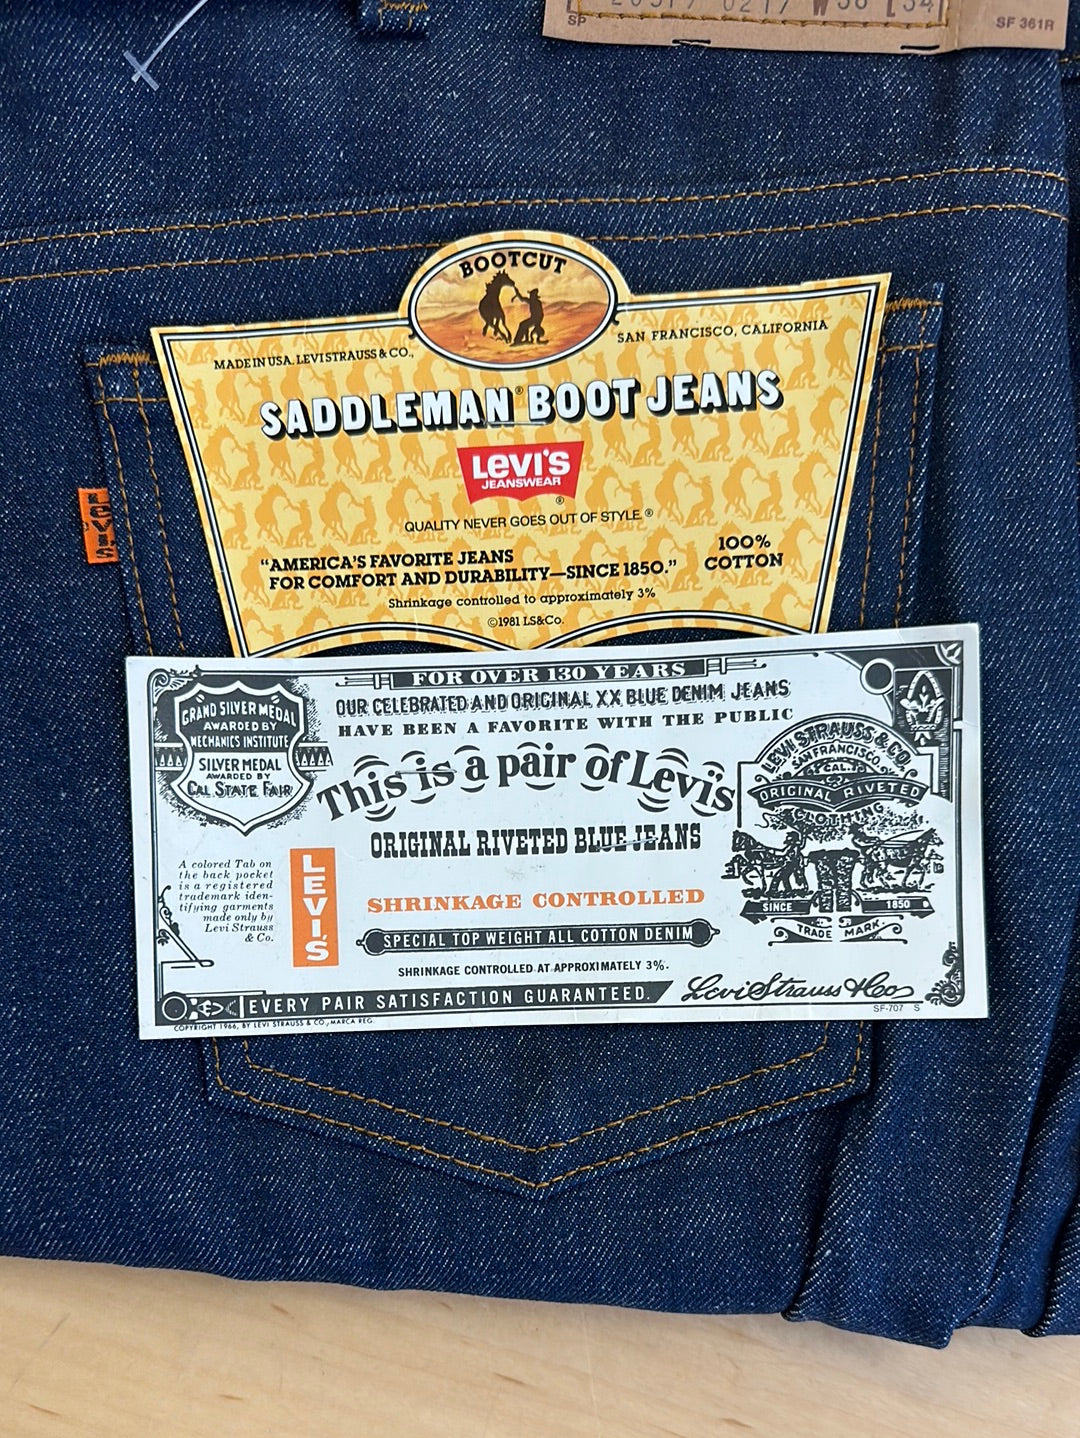 20517 0217 W 36 L 34
SP
SF 361R
BOOTCUT
MADE IN USA. LEVI STRAUSS & CO.,
SAN FRANCISCO, CALIFORNIA
SADDLEMAN® BOOT JEANS
LEVI'S
JEANSWEAR
®
QUALITY NEVER GOES OUT OF STYLE.®
"AMERICA'S FAVORITE JEANS
FOR COMFORT AND DURABILITY—SINCE 1850."
100%
COTTON
Shrinkage controlled to approximately 3%
©1981 LS&Co.
LEVI'S
FOR OVER 130 YEARS
OUR CELEBRATED AND ORIGINAL XX BLUE DENIM JEANS
HAVE BEEN A FAVORITE WITH THE PUBLIC
GRAND SILVER MEDAL
AWARDED BY
MECHANICS INSTITUTE
SILVER MEDAL
AWARDED BY
CAL. STATE FAIR
This is a pair of Levi's
ORIGINAL RIVETED BLUE JEANS
LEVI STRAUSS & CO.
SAN FRANCISCO.
CAL.
ORIGINAL RIVETED
CLOTHING
SINCE 1850
TRADE MARK
A colored Tab on
the back pocket
is a registered
trademark iden-
tifying garments
made only by
Levi Strauss
& Co.
LEVI'S
SHRINKAGE CONTROLLED
SPECIAL TOP WEIGHT ALL COTTON DENIM
SHRINKAGE CONTROLLED AT APPROXIMATELY 3%.
EVERY PAIR SATISFACTION GUARANTEED.
Levi Strauss & Co
SF-707 S
COPYRIGHT 1966, BY LEVI STRAUSS & CO., MARCA REG.